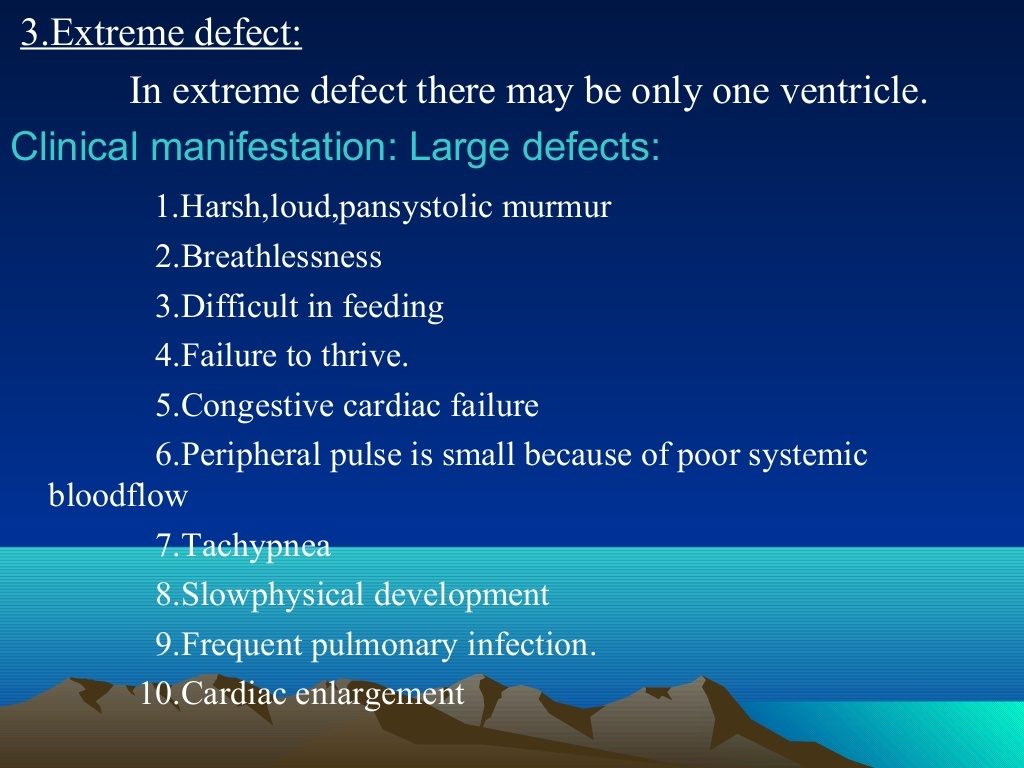 3.Extreme defect:
In extreme defect there may be only one ventricle.
Clinical manifestation: Large defects:
1.Harsh,loud,pansystolic murmur
2.Breathlessness
3.Difficult in feeding
4.Failure to thrive.
5.Congestive cardiac failure
6.Peripheral pulse is small because of poor systemic
bloodflow
7.Tachypnea
8.Slowphysical development
9.Frequent pulmonary infection.
10.Cardiac enlargement